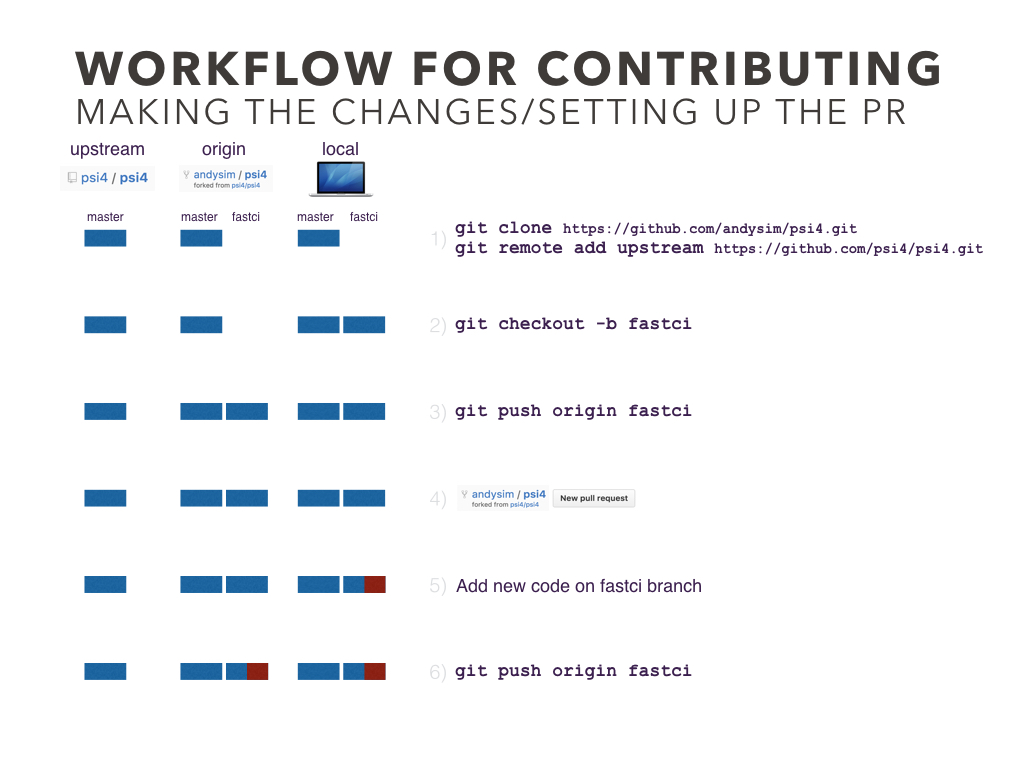 WORKFLOW FOR CONTRIBUTING
MAKING THE CHANGES/SETTING UP THE PR
upstream origin local
psi4 / psi4 andysim / psi4
forked from psi4/psi4
master master fastci master fastci
1) git clone https://github.com/andysim/psi4.git
git remote add upstream https://github.com/psi4/psi4.git
2) git checkout -b fastci
3) git push origin fastci
4) andysim / psi4 New pull request
forked from psi4/psi4
5) Add new code on fastci branch
6) git push origin fastci